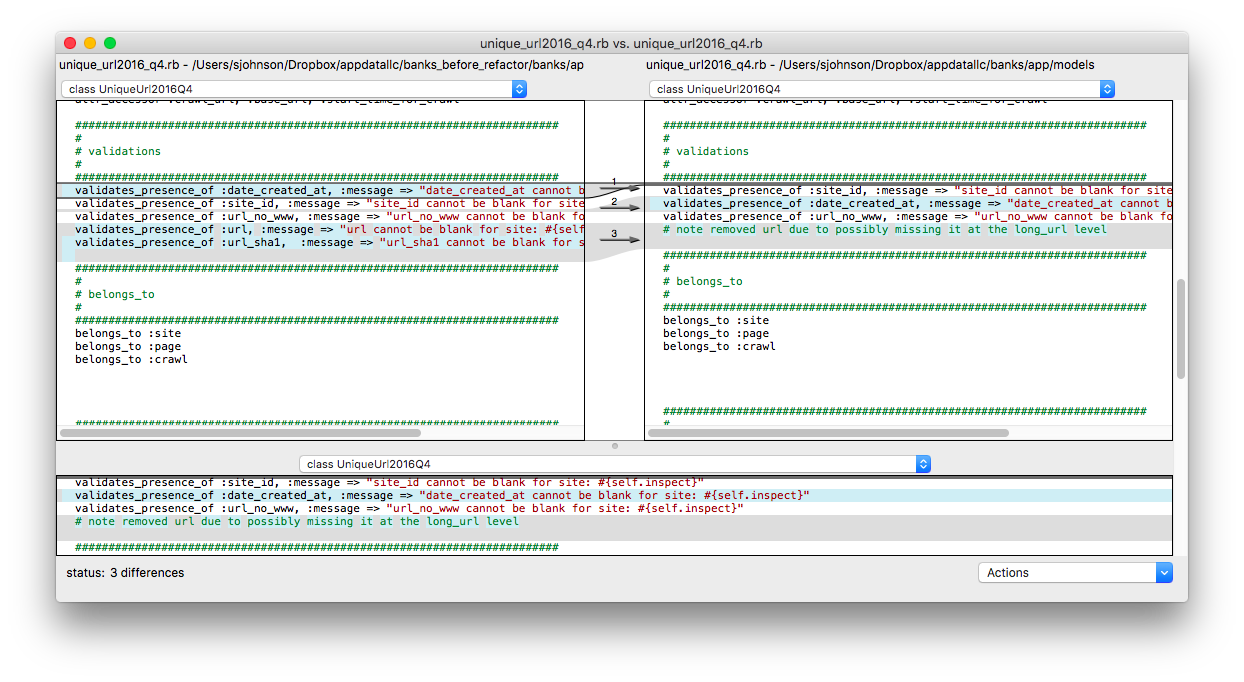 unique_url2016_q4.rb vs. unique_url2016_q4.rb
unique_url2016_q4.rb - /Users/sjohnson/Dropbox/appdatallc/banks_before_refactor/banks/ap
class UniqueUrl2016Q4
attr_accessor :crawl_url, :base_url, :start_time_for_crawl
#########################################################################
#
# validations
#
#########################################################################
validates_presence_of :date_created_at, :message => "date_created_at cannot b
validates_presence_of :site_id, :message => "site_id cannot be blank for site
validates_presence_of :url_no_www, :message => "url_no_www cannot be blank fo
validates_presence_of :url, :message => "url cannot be blank for site: #{self
validates_presence_of :url_sha1,  :message => "url_sha1 cannot be blank for s
#########################################################################
#
# belongs_to
#
#########################################################################
belongs_to :site
belongs_to :page
belongs_to :crawl
#########################################################################
1
2
3
unique_url2016_q4.rb - /Users/sjohnson/Dropbox/appdatallc/banks/app/models
class UniqueUrl2016Q4
attr_accessor :crawl_url, :base_url, :start_time_for_crawl
#########################################################################
#
# validations
#
#########################################################################
validates_presence_of :site_id, :message => "site_id cannot be blank for site
validates_presence_of :date_created_at, :message => "date_created_at cannot b
validates_presence_of :url_no_www, :message => "url_no_www cannot be blank fo
# note removed url due to possibly missing it at the long_url level
#########################################################################
#
# belongs_to
#
#########################################################################
belongs_to :site
belongs_to :page
belongs_to :crawl
#########################################################################
#
class UniqueUrl2016Q4
validates_presence_of :site_id, :message => "site_id cannot be blank for site: #{self.inspect}"
validates_presence_of :date_created_at, :message => "date_created_at cannot be blank for site: #{self.inspect}"
validates_presence_of :url_no_www, :message => "url_no_www cannot be blank for site: #{self.inspect}"
# note removed url due to possibly missing it at the long_url level
#########################################################################
status: 3 differences
Actions